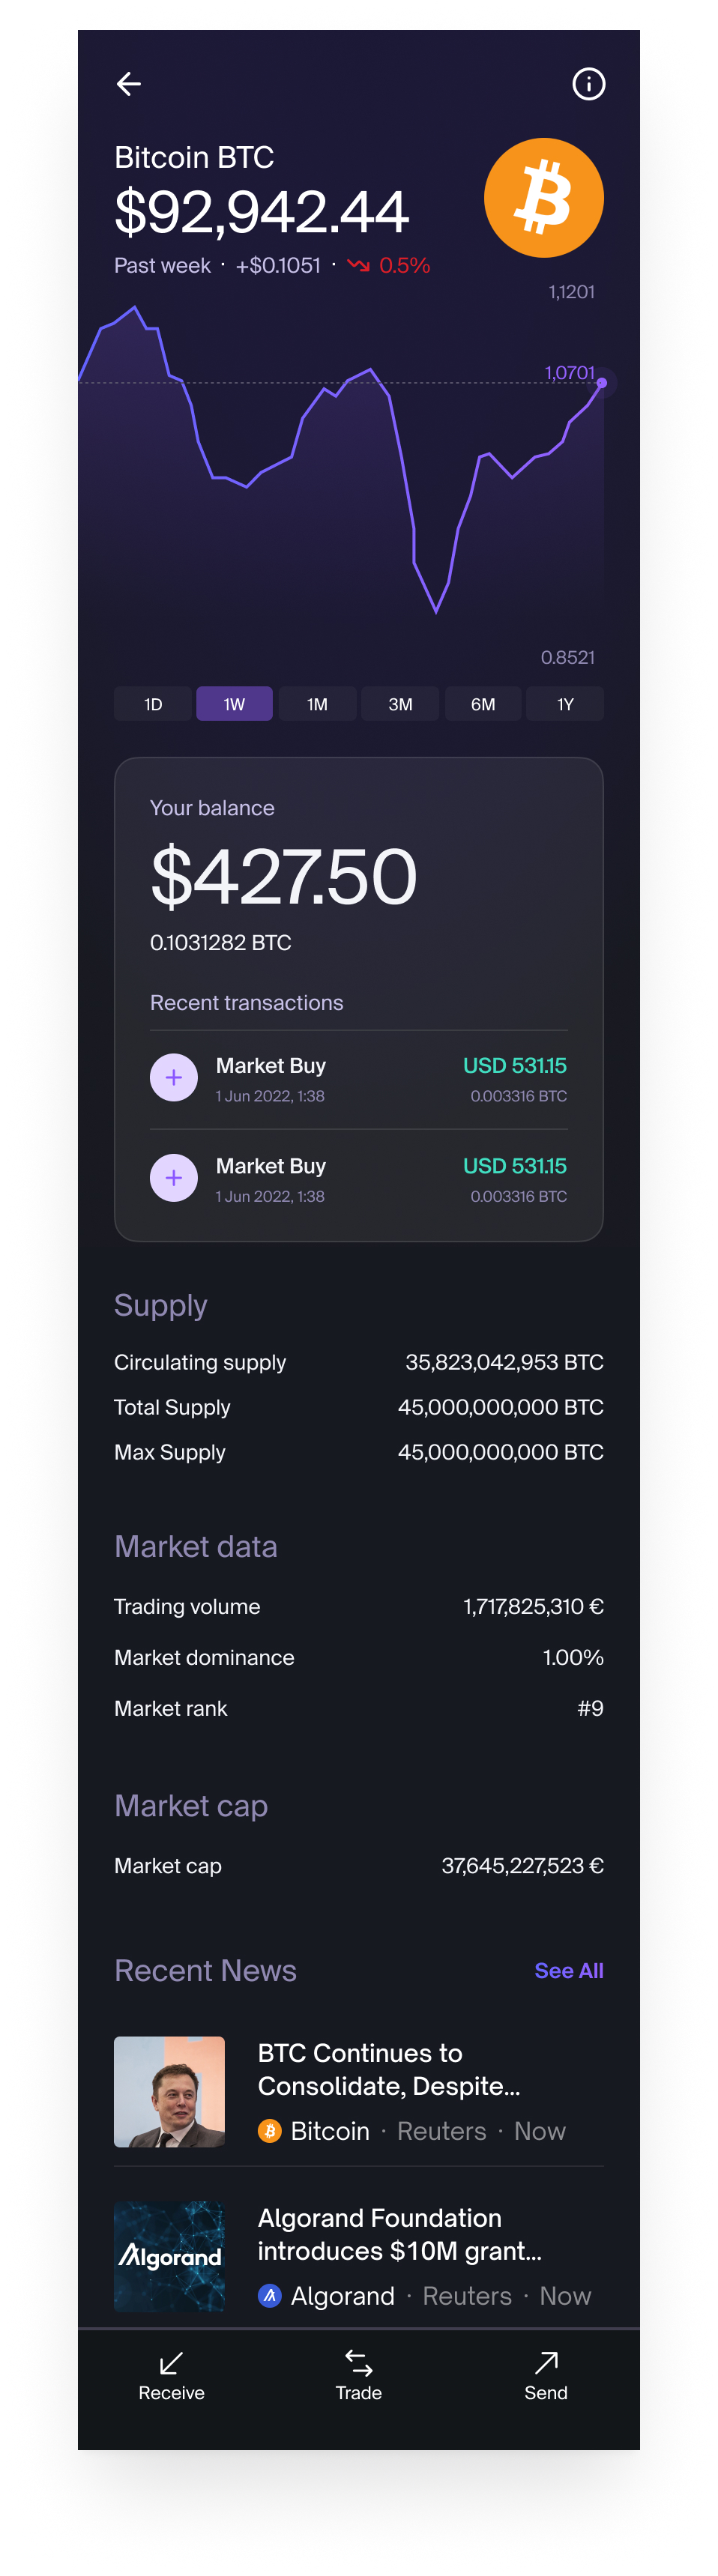 Bitcoin BTC
$92,942.44
Past week · +$0.1051 · 0.5%
1,1201
1,0701
0.8521
1D 1W 1M 3M 6M 1Y
Your balance
$427.50
0.1031282 BTC
Recent transactions
Market Buy USD 531.15
1 Jun 2022, 1:38 0.003316 BTC
Market Buy USD 531.15
1 Jun 2022, 1:38 0.003316 BTC
Supply
Circulating supply 35,823,042,953 BTC
Total Supply 45,000,000,000 BTC
Max Supply 45,000,000,000 BTC
Market data
Trading volume 1,717,825,310 €
Market dominance 1.00%
Market rank #9
Market cap
Market cap 37,645,227,523 €
Recent News See All
BTC Continues to
Consolidate, Despite...
Bitcoin · Reuters · Now
Algorand
Algorand Foundation
introduces $10M grant...
Algorand · Reuters · Now
Receive Trade Send